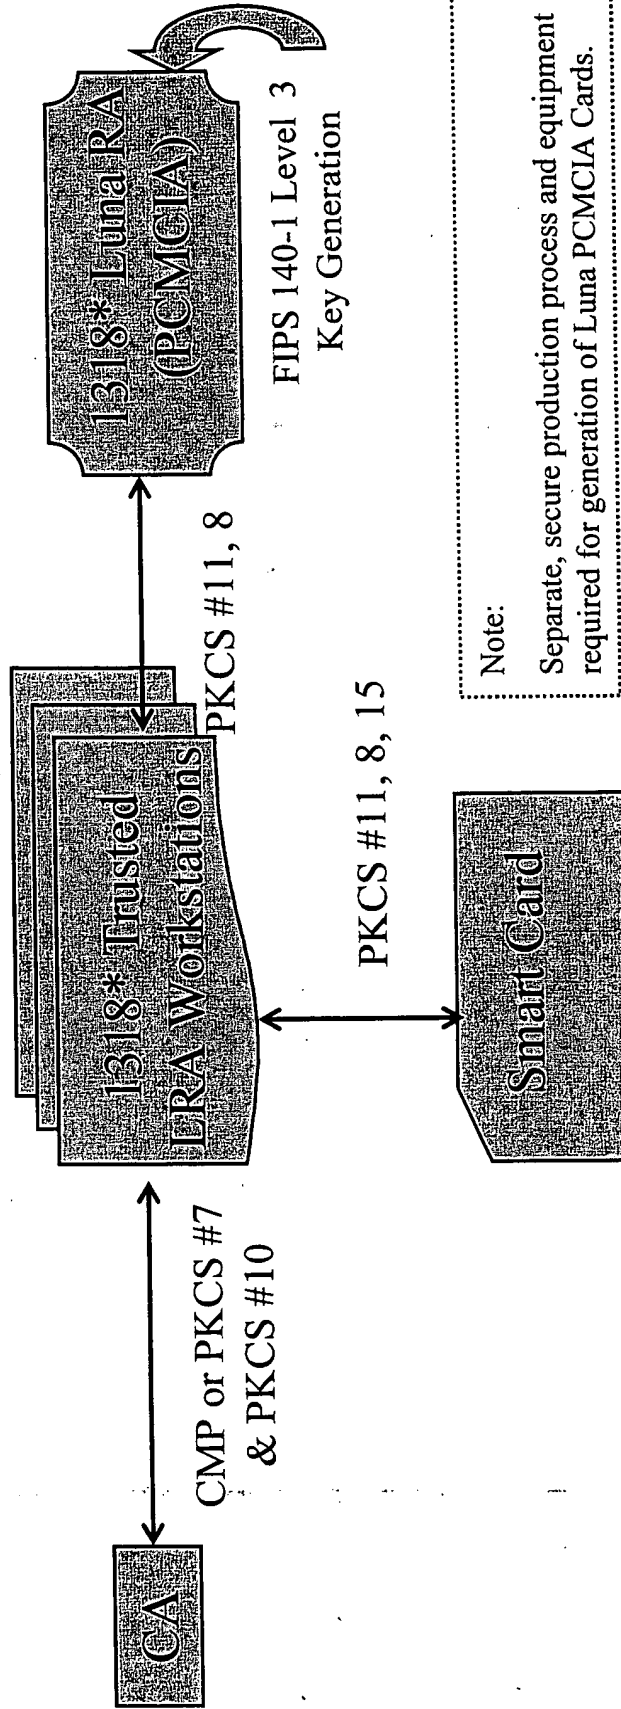 CA
CMP or PKCS #7
& PKCS #10
1318* Trusted
LRA Workstations
PKCS #11, 8
1318* Luna RA
(PCMCIA)
FIPS 140-1 Level 3
Key Generation
PKCS #11, 8, 15
Smart Card
Note:
Separate, secure production process and equipment
required for generation of Luna PCMCIA Cards.